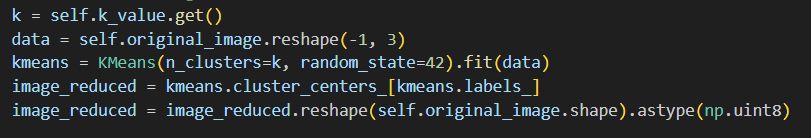 k = self.k_value.get()
data = self.original_image.reshape(-1, 3)
kmeans = KMeans(n_clusters=k, random_state=42).fit(data)
image_reduced = kmeans.cluster_centers_[kmeans.labels_]
image_reduced = image_reduced.reshape(self.original_image.shape).astype(np.uint8)